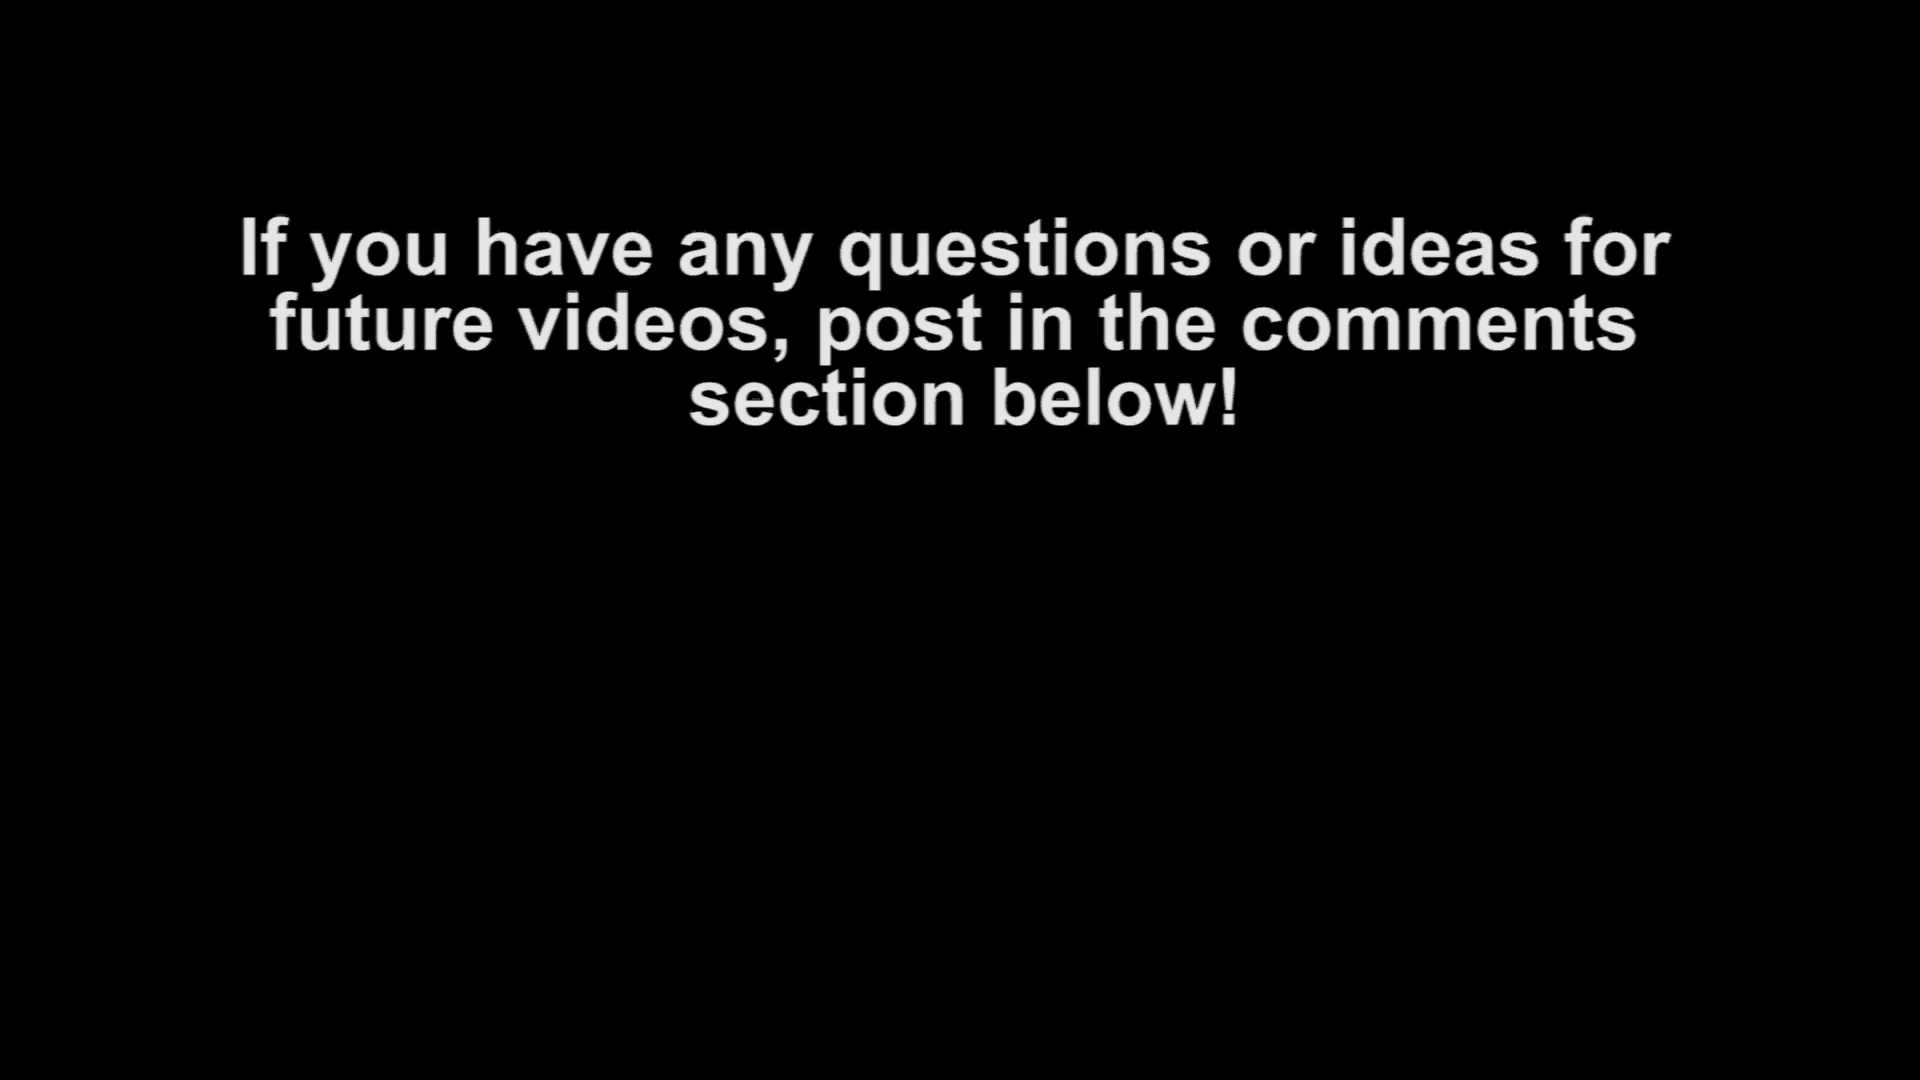 If you have any questions or ideas for
future videos, post in the comments
section below!